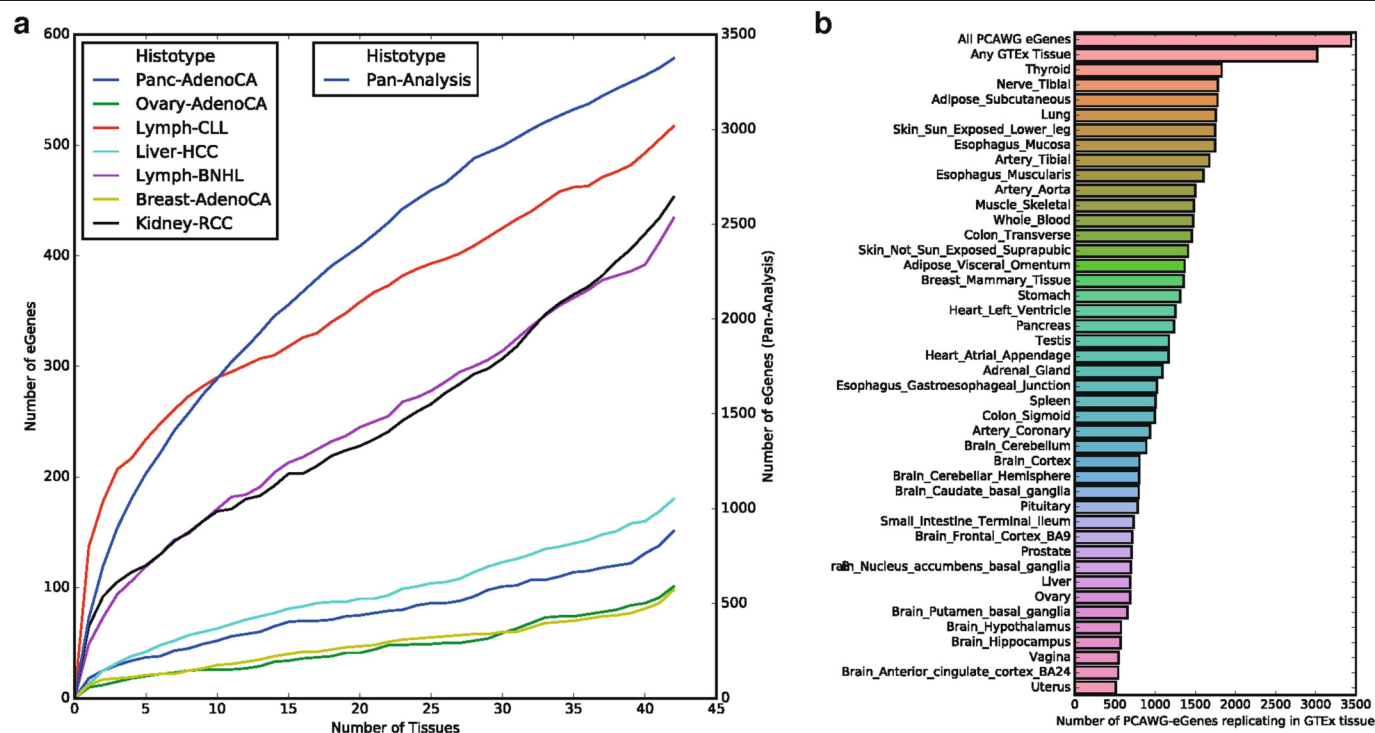 a
600
500
400
300
200
100
0
Number of eGenes
Histotype
Panc-AdenoCA
Ovary-AdenoCA
Lymph-CLL
Liver-HCC
Lymph-BNHL
Breast-AdenoCA
Kidney-RCC
Histotype
Pan-Analysis
3500
3000
2500
2000
1500
1000
500
0
Number of eGenes (Pan-Analysis)
0 5 10 15 20 25 30 35 40 45
Number of Tissues
b
All PCAWG eGenes
Any GTEx Tissue
Thyroid
Nerve_Tibial
Adipose_Subcutaneous
Lung
Skin_Sun_Exposed_Lower_leg
Esophagus_Mucosa
Artery_Tibial
Esophagus_Muscularis
Artery_Aorta
Muscle_Skeletal
Whole_Blood
Colon_Transverse
Skin_Not_Sun_Exposed_Suprapubic
Adipose_Visceral_Omentum
Breast_Mammary_Tissue
Stomach
Heart_Left_Ventricle
Pancreas
Testis
Heart_Atrial_Appendage
Adrenal_Gland
Esophagus_Gastroesophageal_Junction
Spleen
Colon_Sigmoid
Artery_Coronary
Brain_Cerebellum
Brain_Cortex
Brain_Cerebellar_Hemisphere
Brain_Caudate_basal_ganglia
Pituitary
Small_Intestine_Terminal_Ileum
Brain_Frontal_Cortex_BA9
Prostate
_Nucleus_accumbens_basal_ganglia
Liver
Ovary
Brain_Putamen_basal_ganglia
Brain_Hypothalamus
Brain_Hippocampus
Vagina
Brain_Anterior_cingulate_cortex_BA24
Uterus
0 500 1000 1500 2000 2500 3000 3500
Number of PCAWG-eGenes replicating in GTEx tissue